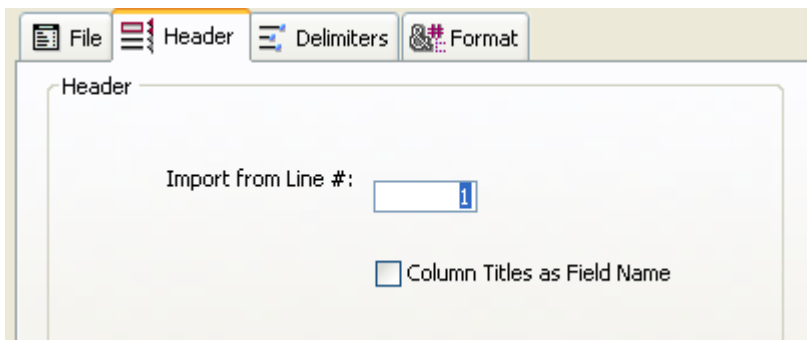 File Header Delimiters Format
Header
Import from Line #: 1
Column Titles as Field Name